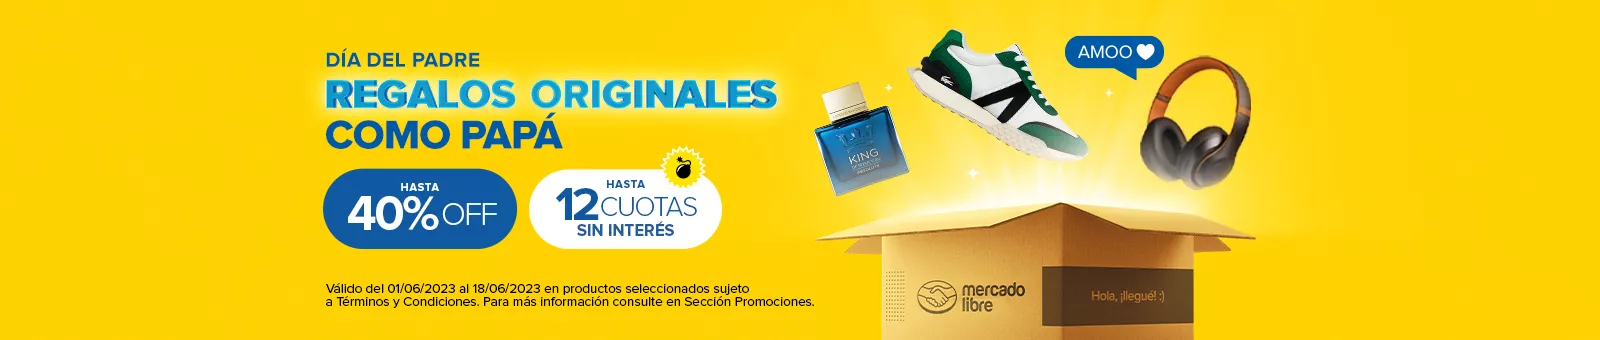 DÍA DEL PADRE
REGALOS ORIGINALES
COMO PAPÁ
HASTA
40% OFF
HASTA
12 CUOTAS
SIN INTERÉS
Válido del 01/06/2023 al 18/06/2023 en productos seleccionados sujeto
a Términos y Condiciones. Para más información consulte en Sección Promociones.
AMOO
KING
mercado
libre
Hola, ¡llegué! :)